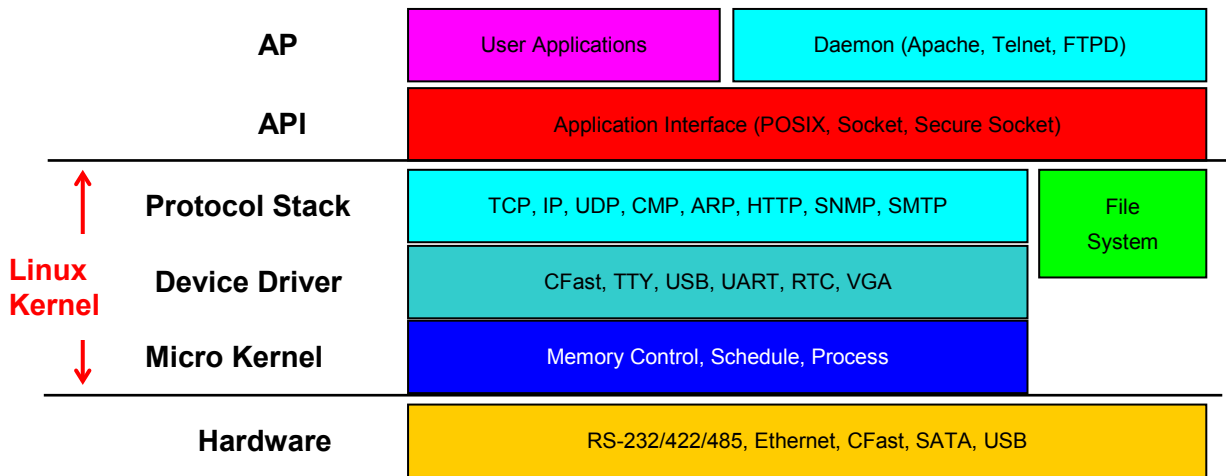 AP
User Applications
Daemon (Apache, Telnet, FTPD)
API
Application Interface (POSIX, Socket, Secure Socket)
Linux
Kernel
Protocol Stack
TCP, IP, UDP, CMP, ARP, HTTP, SNMP, SMTP
File
System
Device Driver
CFast, TTY, USB, UART, RTC, VGA
Micro Kernel
Memory Control, Schedule, Process
Hardware
RS-232/422/485, Ethernet, CFast, SATA, USB